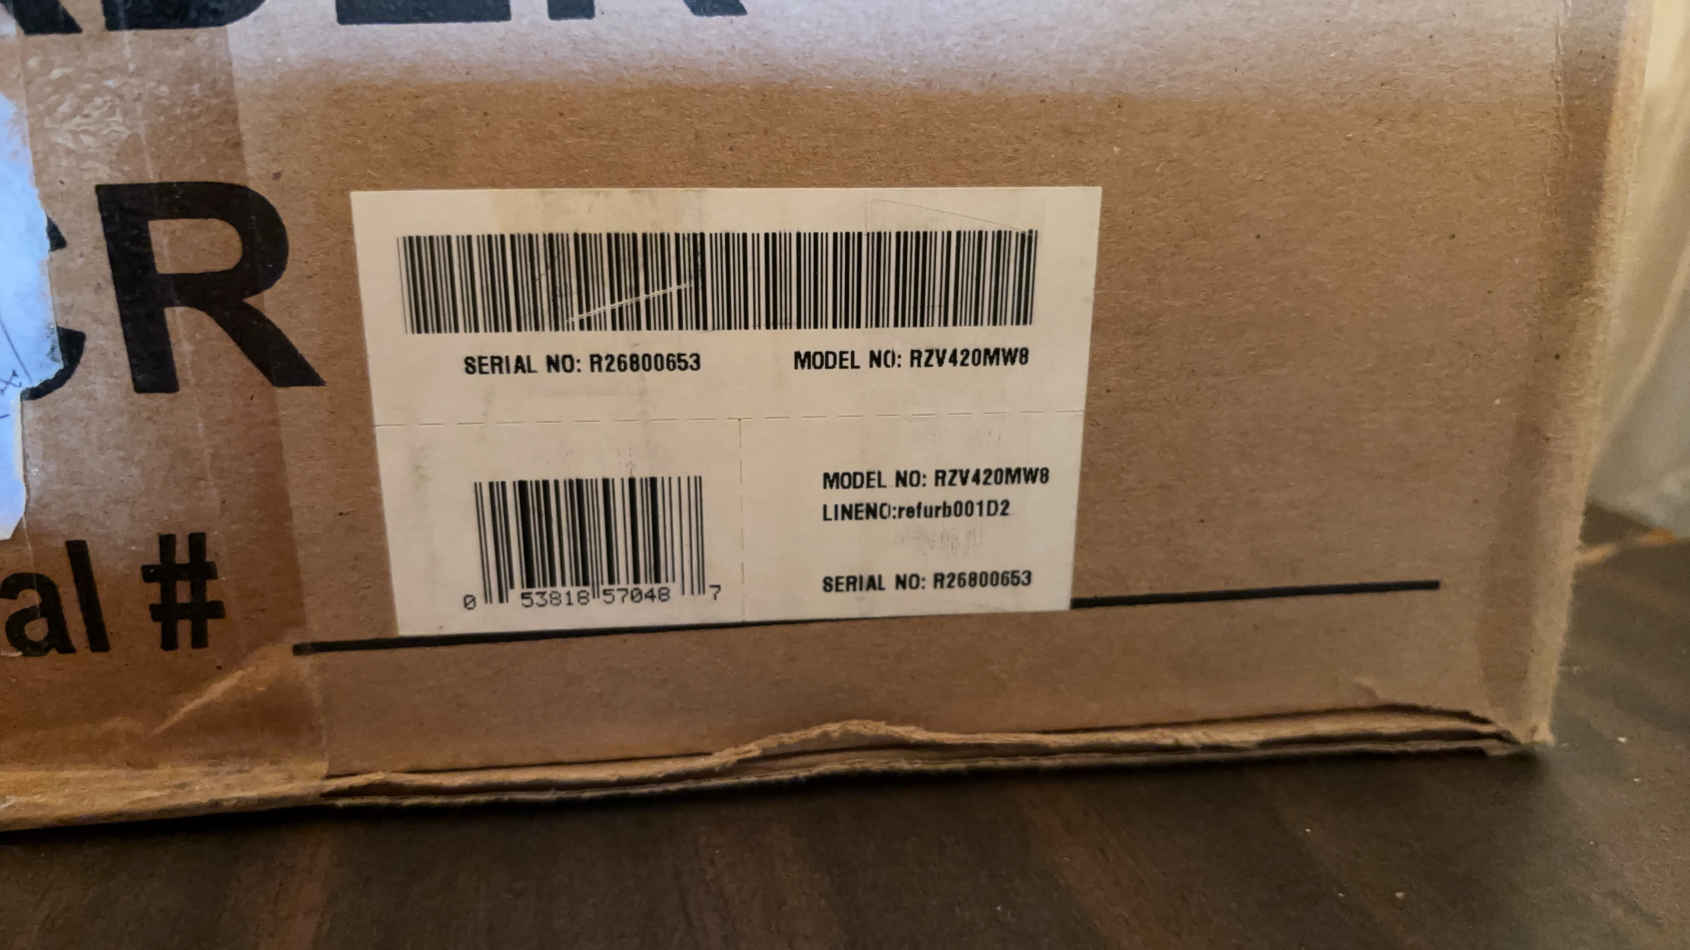 CR
al #
SERIAL NO: R26800653 MODEL NO: RZV420MW8
MODEL NO: RZV420MW8
LINENO:refurb001D2
0 53818 57048 7
SERIAL NO: R26800653